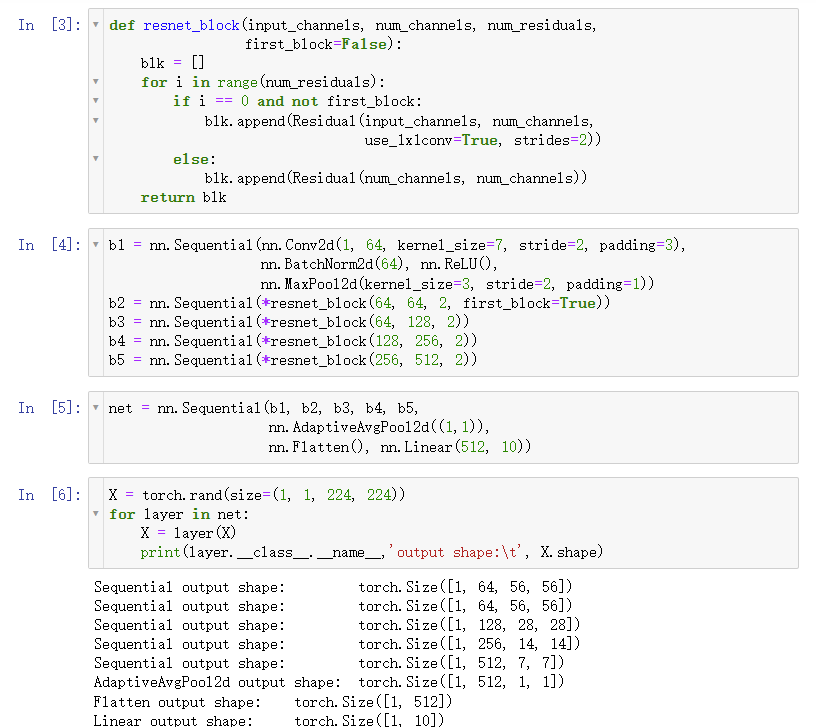 In [3]: def resnet_block(input_channels, num_channels, num_residuals,
                 first_block=False):
    blk = []
    for i in range(num_residuals):
        if i == 0 and not first_block:
            blk.append(Residual(input_channels, num_channels,
                                use_1x1conv=True, strides=2))
        else:
            blk.append(Residual(num_channels, num_channels))
    return blk
In [4]: b1 = nn.Sequential(nn.Conv2d(1, 64, kernel_size=7, stride=2, padding=3),
                   nn.BatchNorm2d(64), nn.ReLU(),
                   nn.MaxPool2d(kernel_size=3, stride=2, padding=1))
b2 = nn.Sequential(*resnet_block(64, 64, 2, first_block=True))
b3 = nn.Sequential(*resnet_block(64, 128, 2))
b4 = nn.Sequential(*resnet_block(128, 256, 2))
b5 = nn.Sequential(*resnet_block(256, 512, 2))
In [5]: net = nn.Sequential(b1, b2, b3, b4, b5,
                    nn.AdaptiveAvgPool2d((1,1)),
                    nn.Flatten(), nn.Linear(512, 10))
In [6]: X = torch.rand(size=(1, 1, 224, 224))
for layer in net:
    X = layer(X)
    print(layer.__class__.__name__,'output shape:\t', X.shape)
Sequential output shape:         torch.Size([1, 64, 56, 56])
Sequential output shape:         torch.Size([1, 64, 56, 56])
Sequential output shape:         torch.Size([1, 128, 28, 28])
Sequential output shape:         torch.Size([1, 256, 14, 14])
Sequential output shape:         torch.Size([1, 512, 7, 7])
AdaptiveAvgPool2d output shape:  torch.Size([1, 512, 1, 1])
Flatten output shape:    torch.Size([1, 512])
Linear output shape:     torch.Size([1, 10])